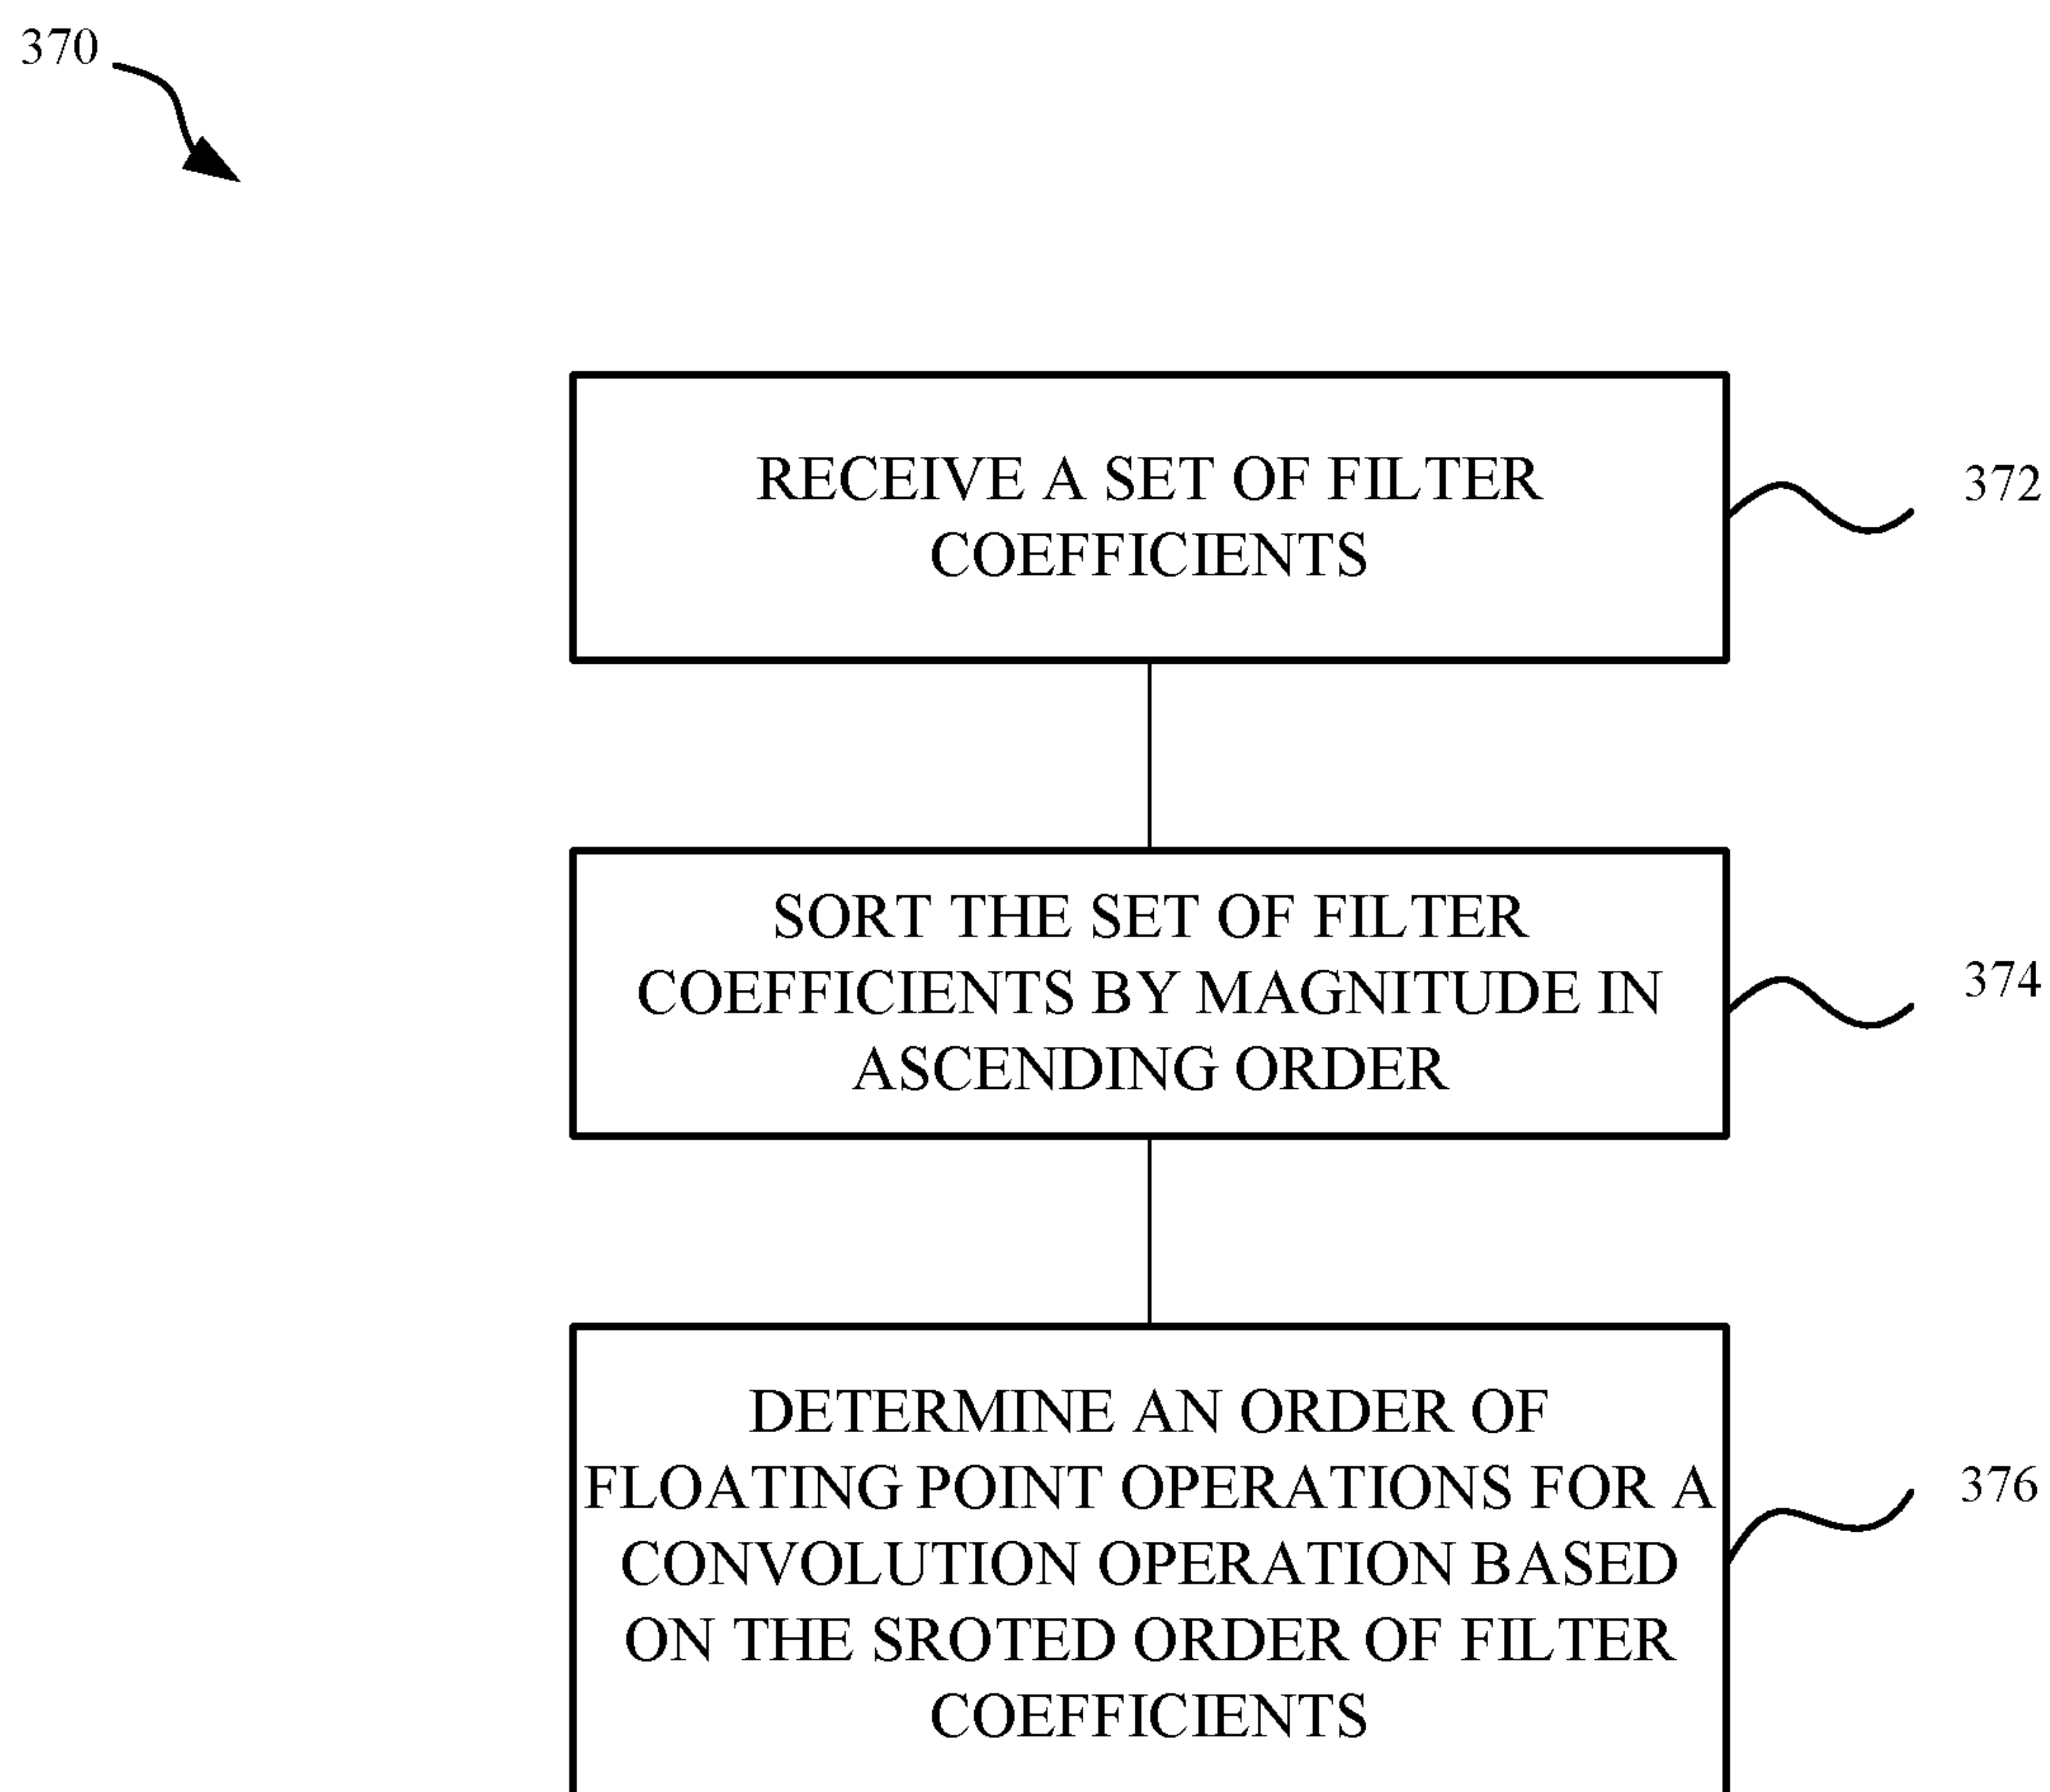 370
RECEIVE A SET OF FILTER
COEFFICIENTS
372
SORT THE SET OF FILTER
COEFFICIENTS BY MAGNITUDE IN
ASCENDING ORDER
374
DETERMINE AN ORDER OF
FLOATING POINT OPERATIONS FOR A
CONVOLUTION OPERATION BASED
ON THE SROTED ORDER OF FILTER
COEFFICIENTS
376